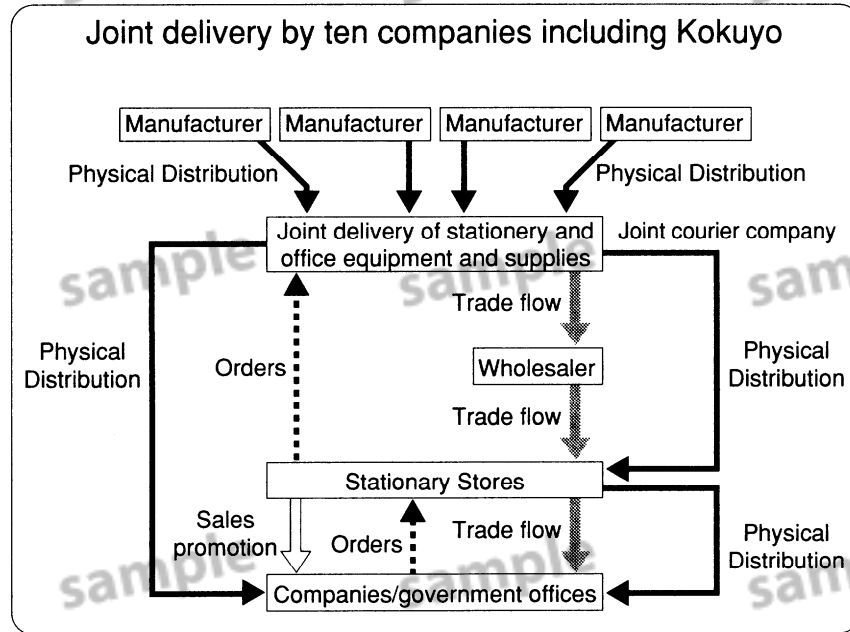 Joint delivery by ten companies including Kokuyo
Manufacturer Manufacturer Manufacturer Manufacturer
Physical Distribution
Physical Distribution
Joint delivery of stationery and
office equipment and supplies
Joint courier company
sample
sample
sample
Trade flow
Physical
Distribution
Orders
Wholesaler
Physical
Distribution
Trade flow
Stationary Stores
Sales
promotion
Orders
Trade flow
Physical
Distribution
sample
sample
sample
Companies/government offices